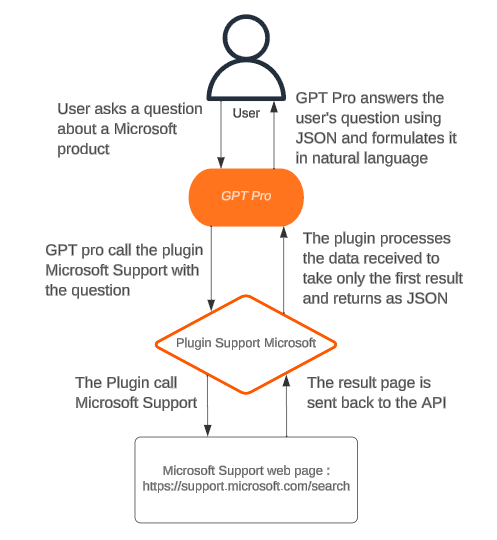 User
User asks a question
about a Microsoft
product
GPT Pro answers the
user's question using
JSON and formulates it
in natural language
GPT Pro
GPT pro call the plugin
Microsoft Support with
the question
The plugin processes
the data received to
take only the first result
and returns as JSON
Plugin Support Microsoft
The Plugin call
Microsoft Support
The result page is
sent back to the API
Microsoft Support web page :
https://support.microsoft.com/search